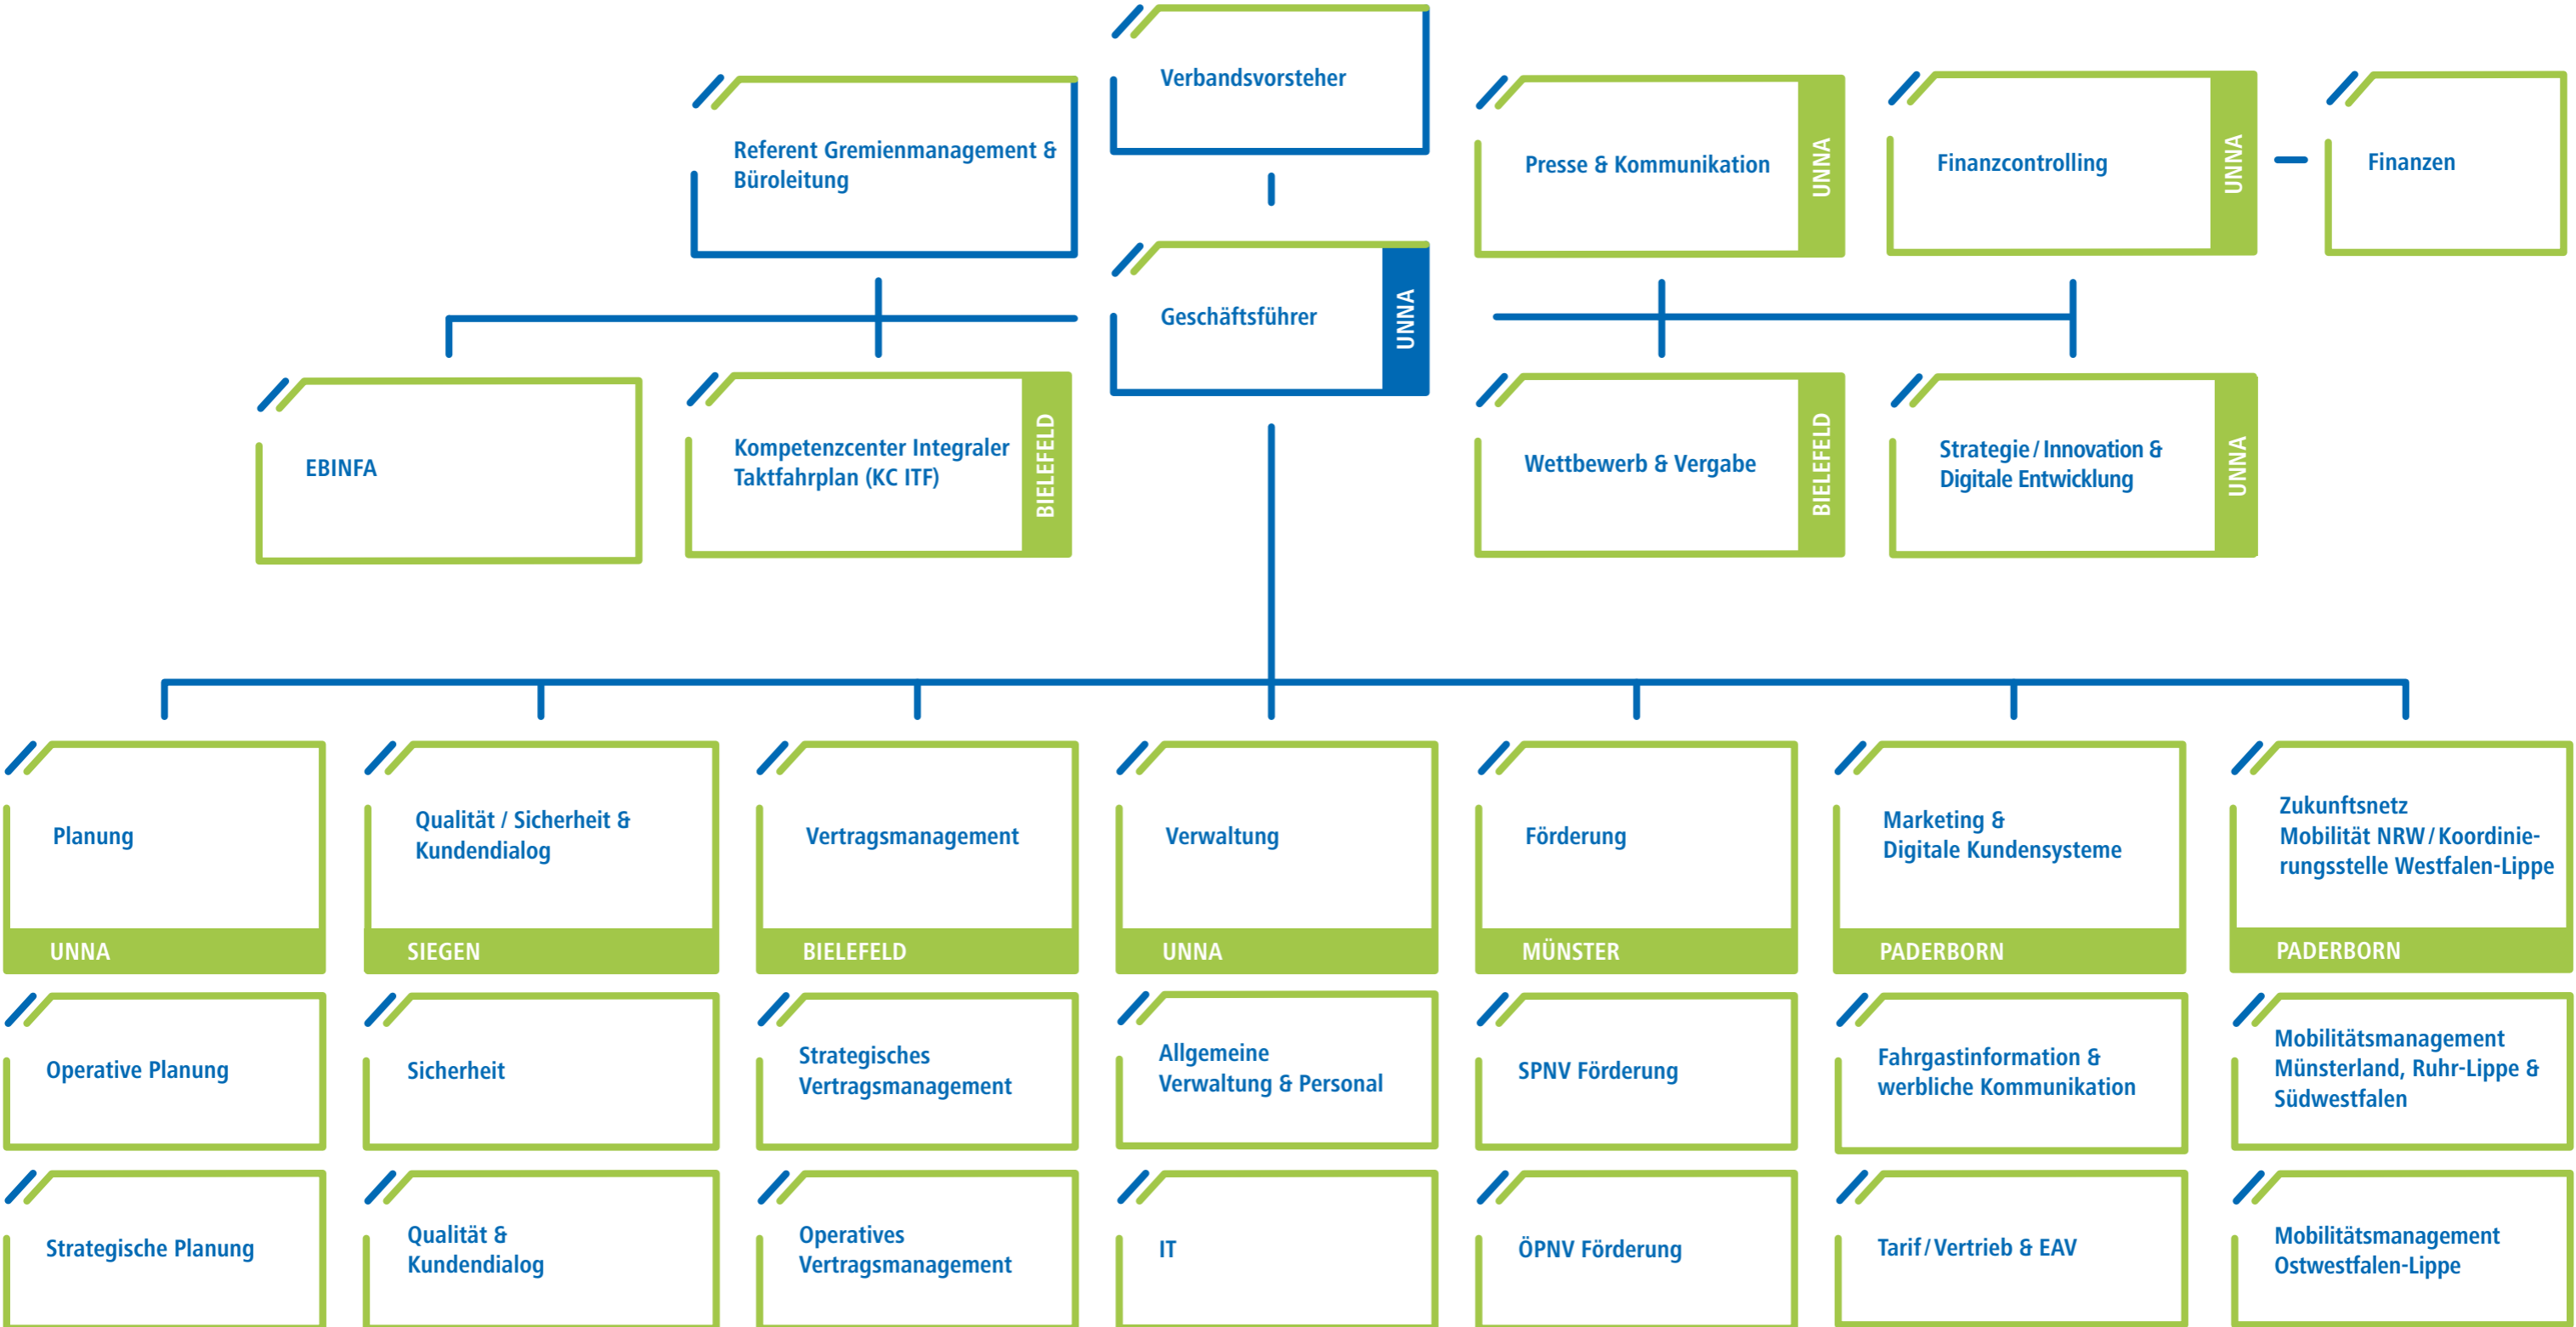 Verbandsvorsteher
Referent Gremienmanagement &
Büroleitung
Presse & Kommunikation
UNNA
Finanzcontrolling
UNNA
Finanzen
Geschäftsführer
UNNA
EBINFA
Kompetenzcenter Integraler
Taktfahrplan (KC ITF)
BIELEFELD
Wettbewerb & Vergabe
BIELEFELD
Strategie / Innovation &
Digitale Entwicklung
UNNA
Planung
UNNA
Qualität / Sicherheit &
Kundendialog
SIEGEN
Vertragsmanagement
BIELEFELD
Verwaltung
UNNA
Förderung
MÜNSTER
Marketing &
Digitale Kundensysteme
PADERBORN
Zukunftsnetz
Mobilität NRW / Koordinie-
rungsstelle Westfalen-Lippe
PADERBORN
Operative Planung
Sicherheit
Strategisches
Vertragsmanagement
Allgemeine
Verwaltung & Personal
SPNV Förderung
Fahrgastinformation &
werbliche Kommunikation
Mobilitätsmanagement
Münsterland, Ruhr-Lippe &
Südwestfalen
Strategische Planung
Qualität &
Kundendialog
Operatives
Vertragsmanagement
IT
ÖPNV Förderung
Tarif / Vertrieb & EAV
Mobilitätsmanagement
Ostwestfalen-Lippe